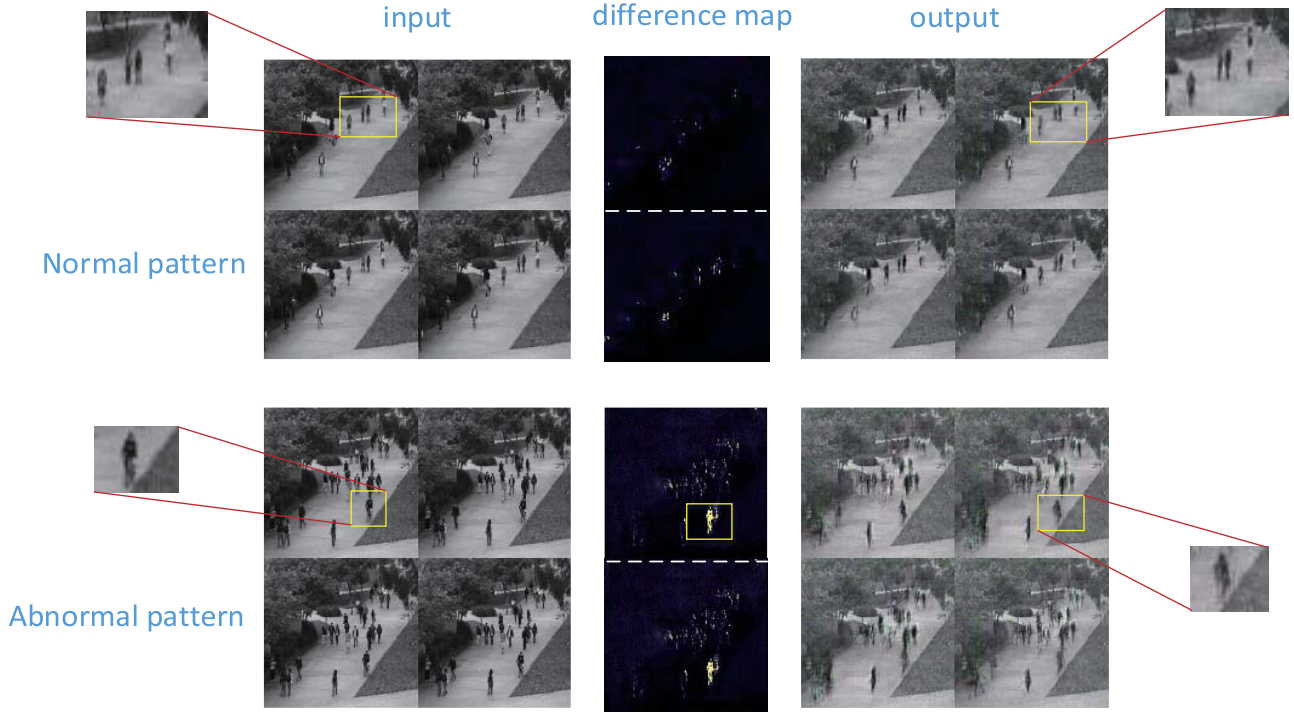 input
difference map
output
Normal pattern
Abnormal pattern